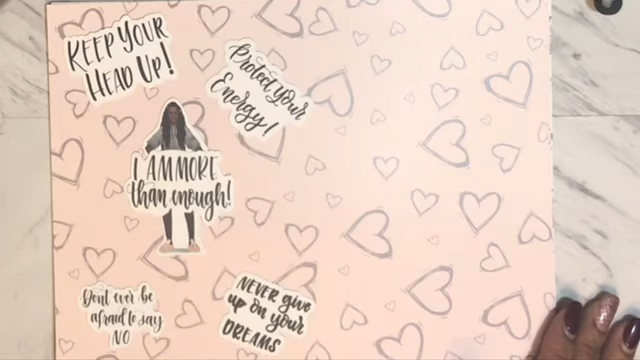 KEEP YOUR
HEAD UP!
Protect your
Energy!
I AM MORE
than enough!
Dont ever be
afraid to say
NO
NEVER give
up on your
DREAMS